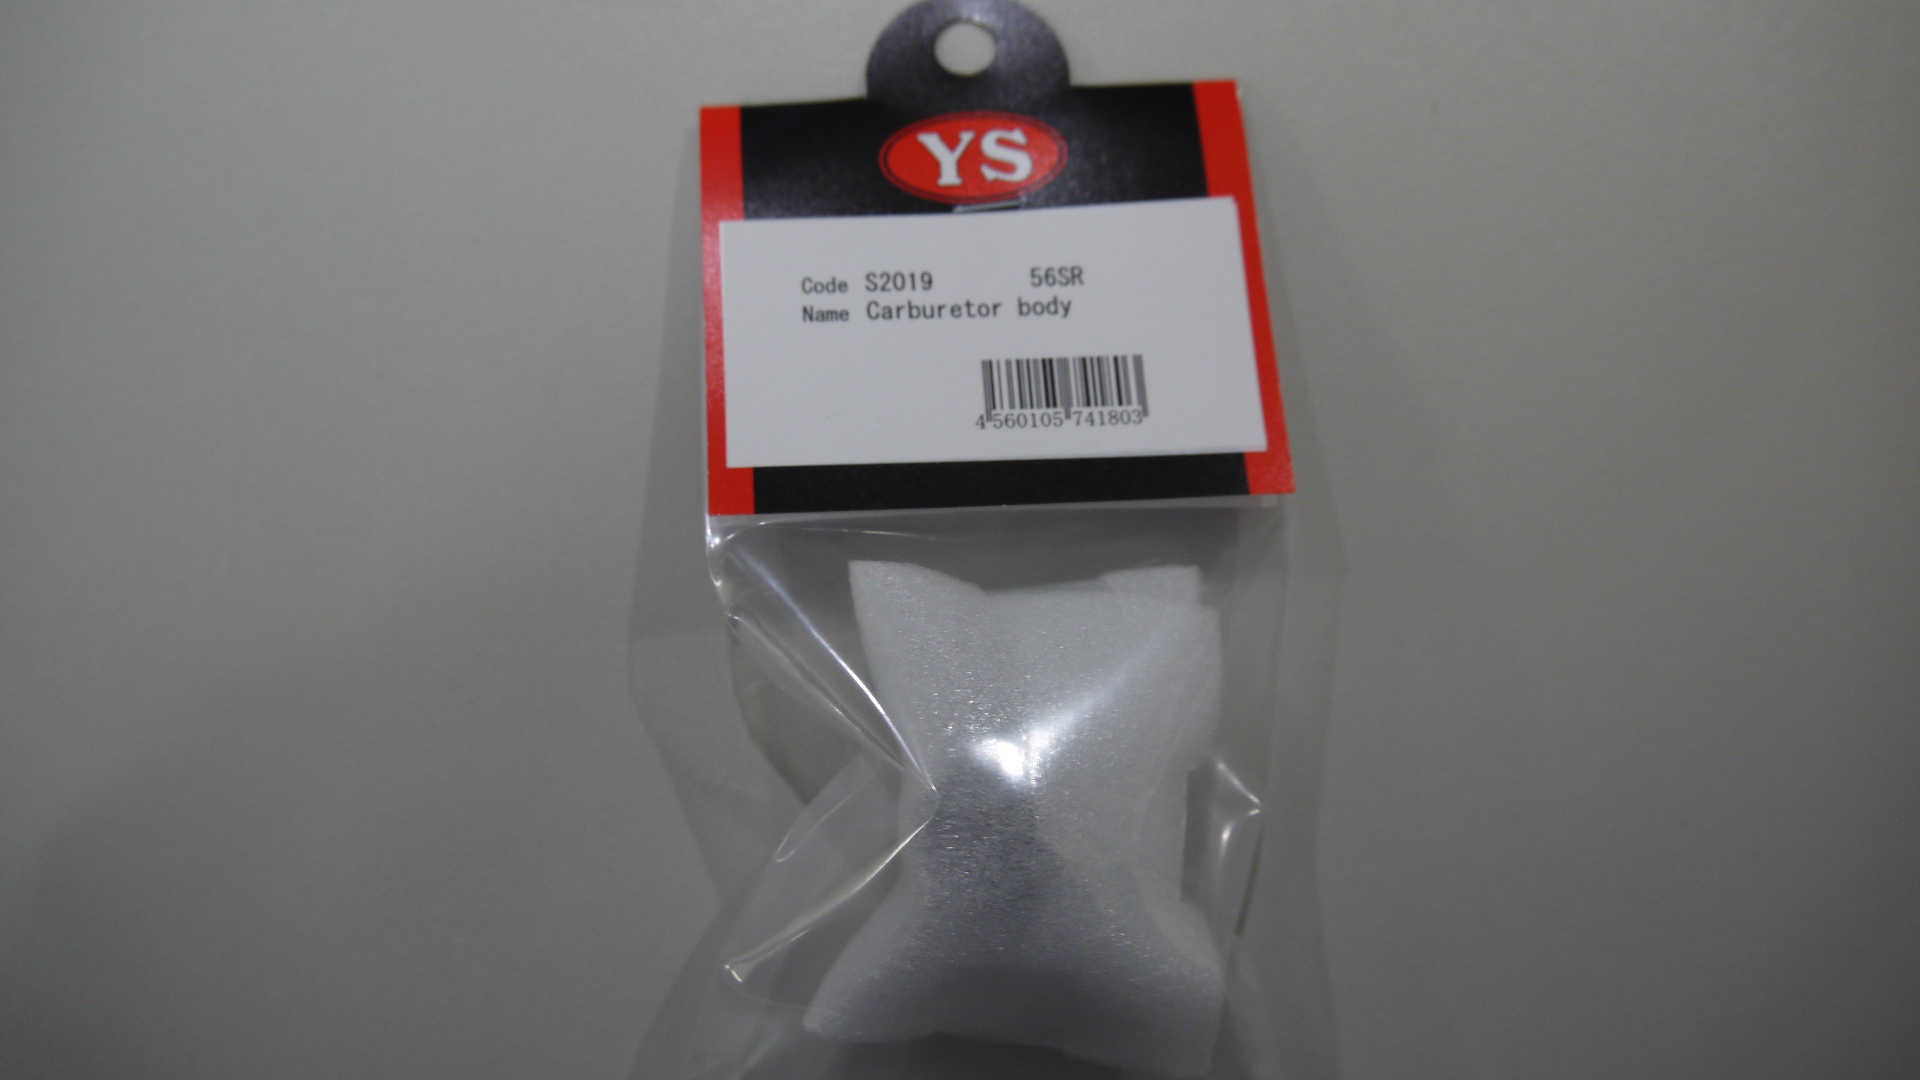 YS
Code S2019 56SR
Name Carburetor body
4 560105 741803